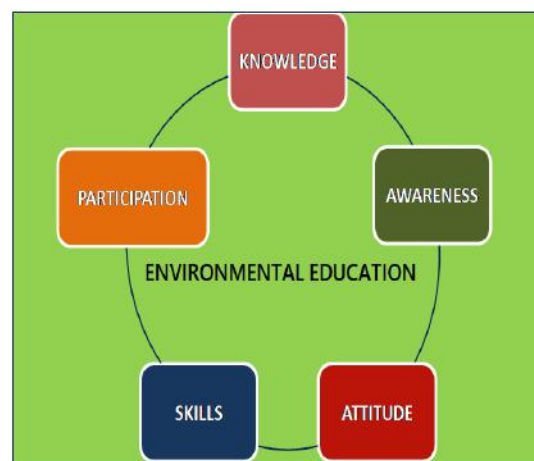 KNOWLEDGE
PARTICIPATION
AWARENESS
ENVIRONMENTAL EDUCATION
SKILLS
ATTITUDE